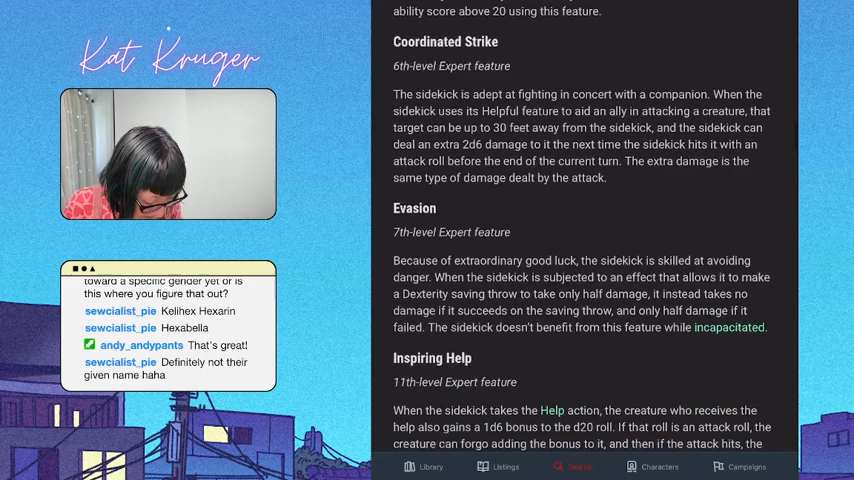 Kat Kruger
toward a specific gender yet or is
this where you figure that out?
sewcialist_pie Kelihex Hexarin
sewcialist_pie Hexabella
andy_andypants That's great!
sewcialist_pie Definitely not their
given name haha
ability score above 20 using this feature.
Coordinated Strike
6th-level Expert feature
The sidekick is adept at fighting in concert with a companion. When the
sidekick uses its Helpful feature to aid an ally in attacking a creature, that
target can be up to 30 feet away from the sidekick, and the sidekick can
deal an extra 2d6 damage to it the next time the sidekick hits it with an
attack roll before the end of the current turn. The extra damage is the
same type of damage dealt by the attack.
Evasion
7th-level Expert feature
Because of extraordinary good luck, the sidekick is skilled at avoiding
danger. When the sidekick is subjected to an effect that allows it to make
a Dexterity saving throw to take only half damage, it instead takes no
damage if it succeeds on the saving throw, and only half damage if it
failed. The sidekick doesn't benefit from this feature while incapacitated.
Inspiring Help
11th-level Expert feature
When the sidekick takes the Help action, the creature who receives the
help also gains a 1d6 bonus to the d20 roll. If that roll is an attack roll, the
creature can forgo adding the bonus to it, and then if the attack hits, the
Library Listings Search Characters Campaigns